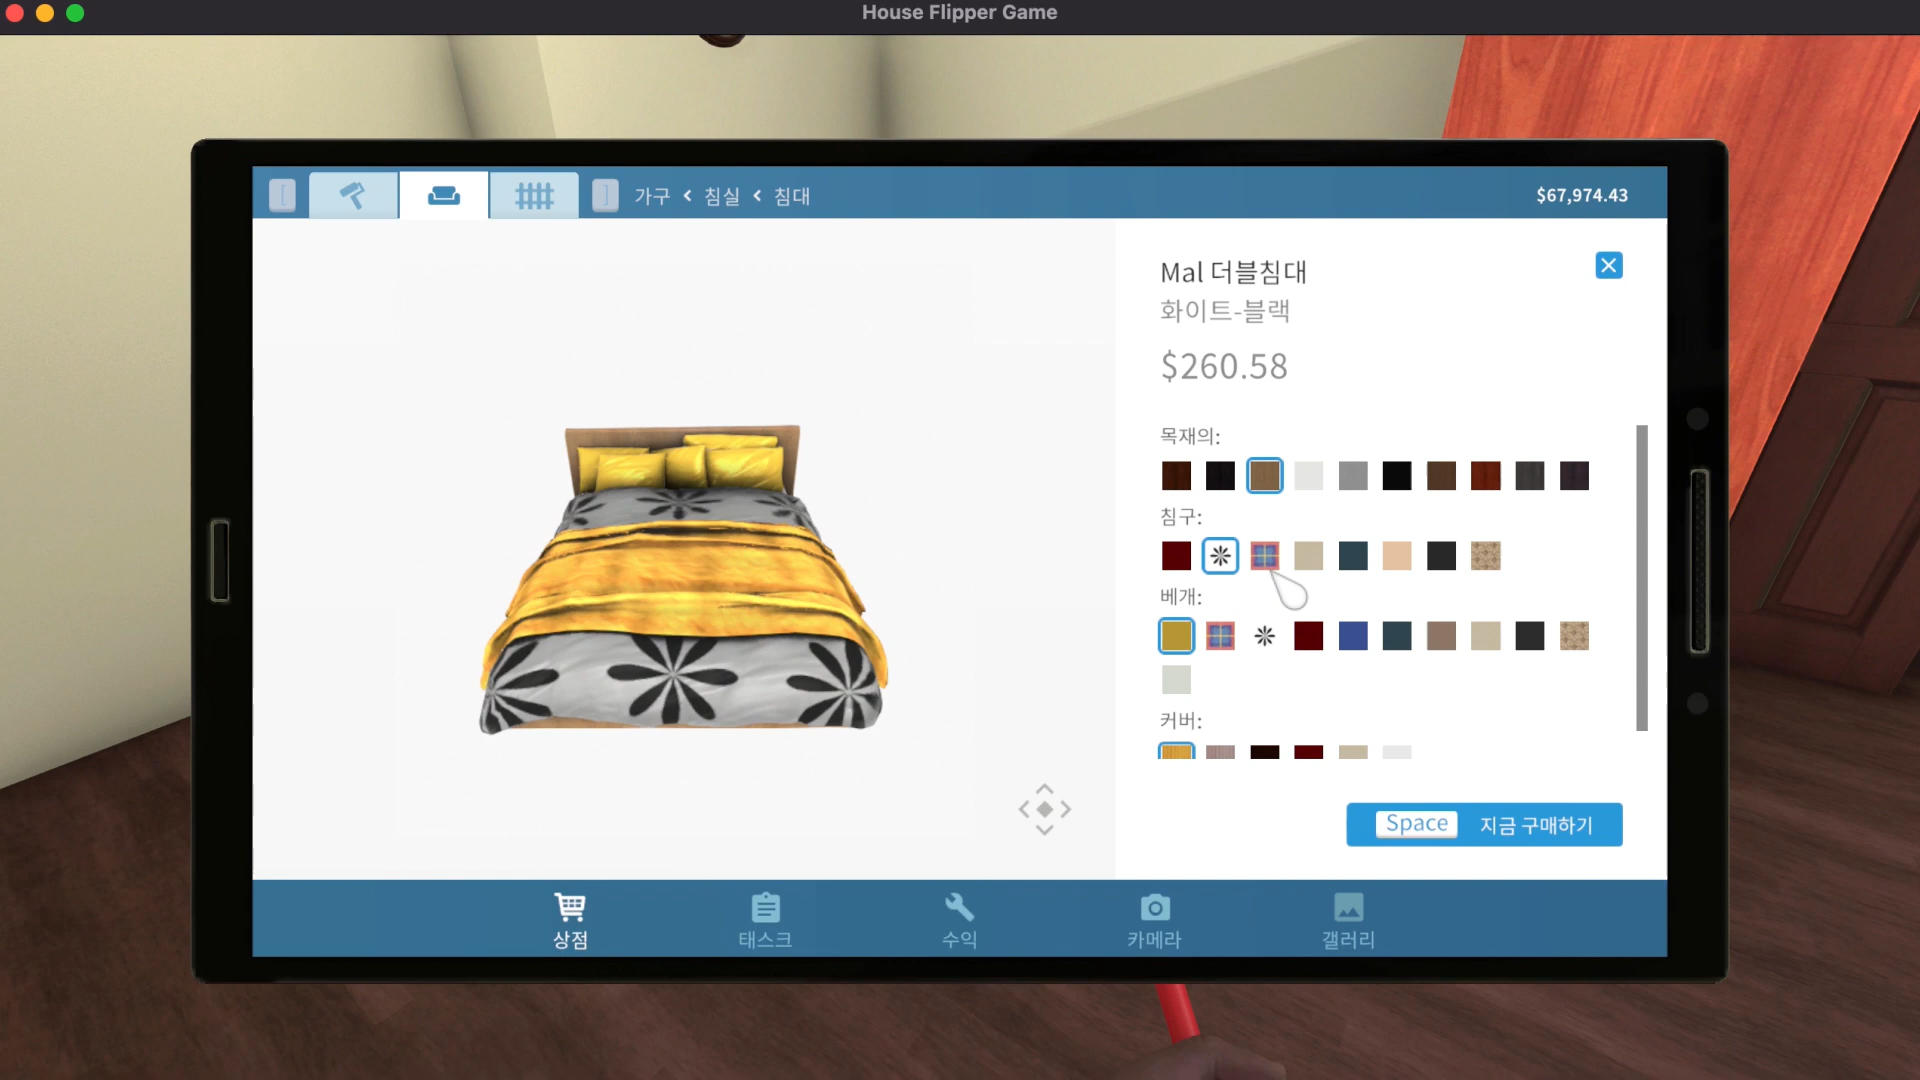 House Flipper Game
[ ] 가구 < 침실 < 침대 $67,974.43
Mal 더블침대
화이트-블랙
$260.58
목재의:
침구:
베개:
커버:
Space 지금 구매하기
상점 태스크 수익 카메라 갤러리